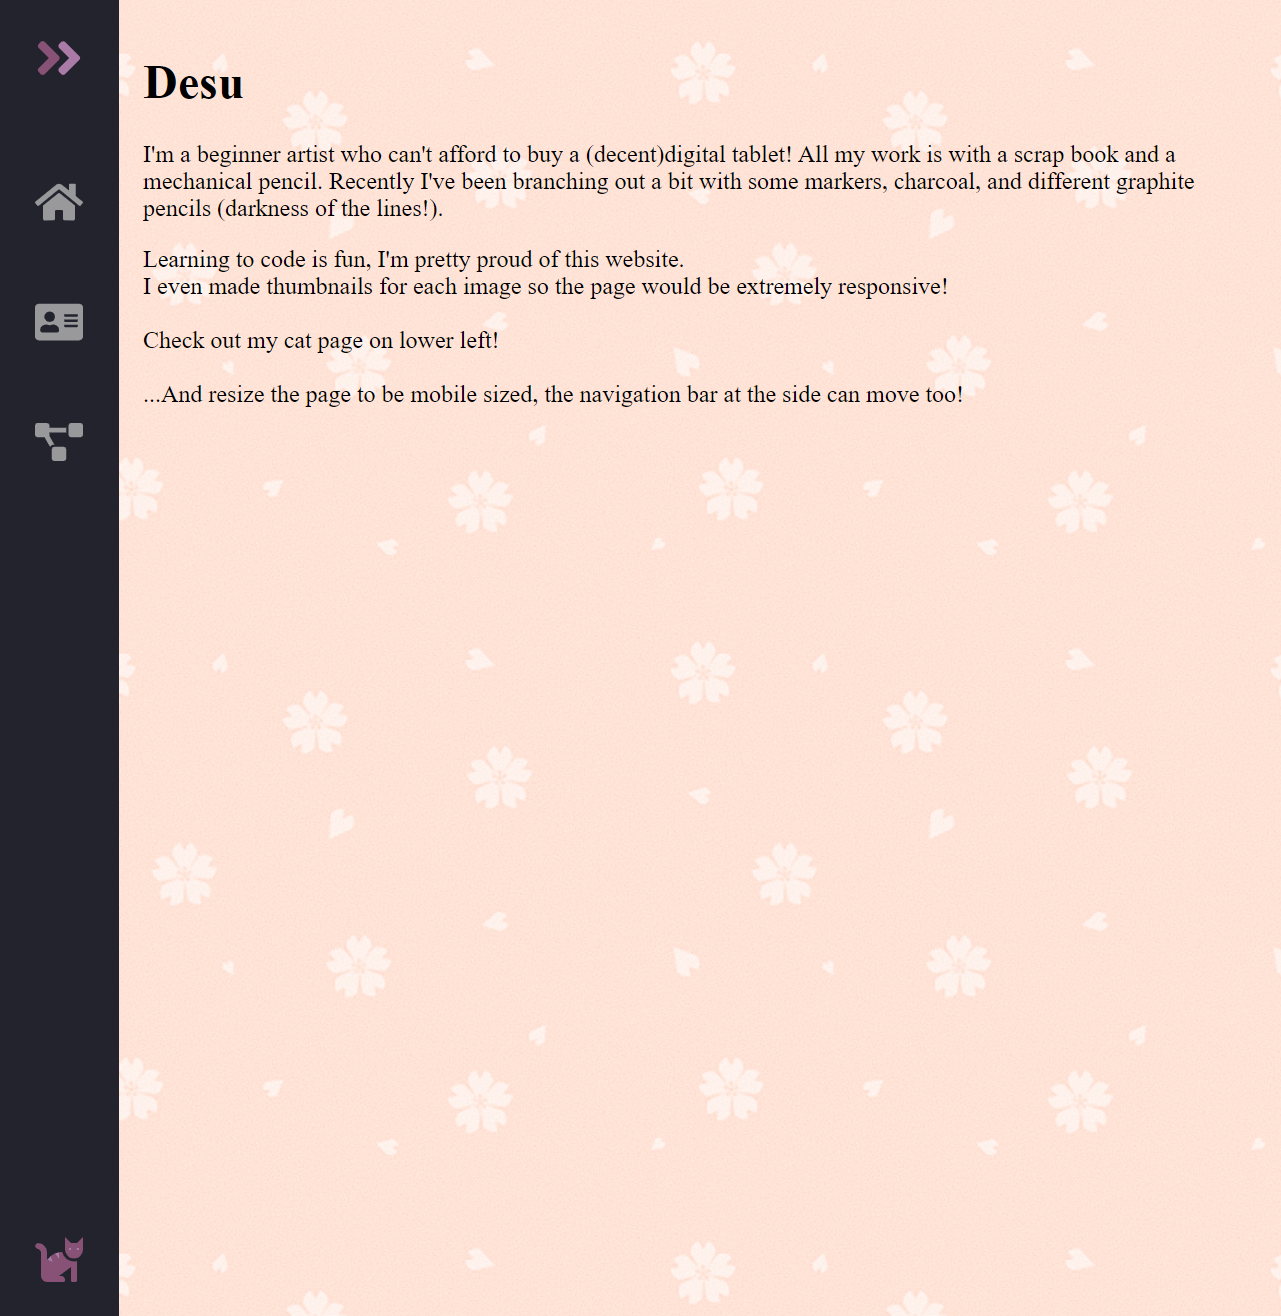 Desu
I'm a beginner artist who can't afford to buy a (decent)digital tablet! All my work is with a scrap book and a
mechanical pencil. Recently I've been branching out a bit with some markers, charcoal, and different graphite
pencils (darkness of the lines!).
Learning to code is fun, I'm pretty proud of this website.
I even made thumbnails for each image so the page would be extremely responsive!
Check out my cat page on lower left!
...And resize the page to be mobile sized, the navigation bar at the side can move too!